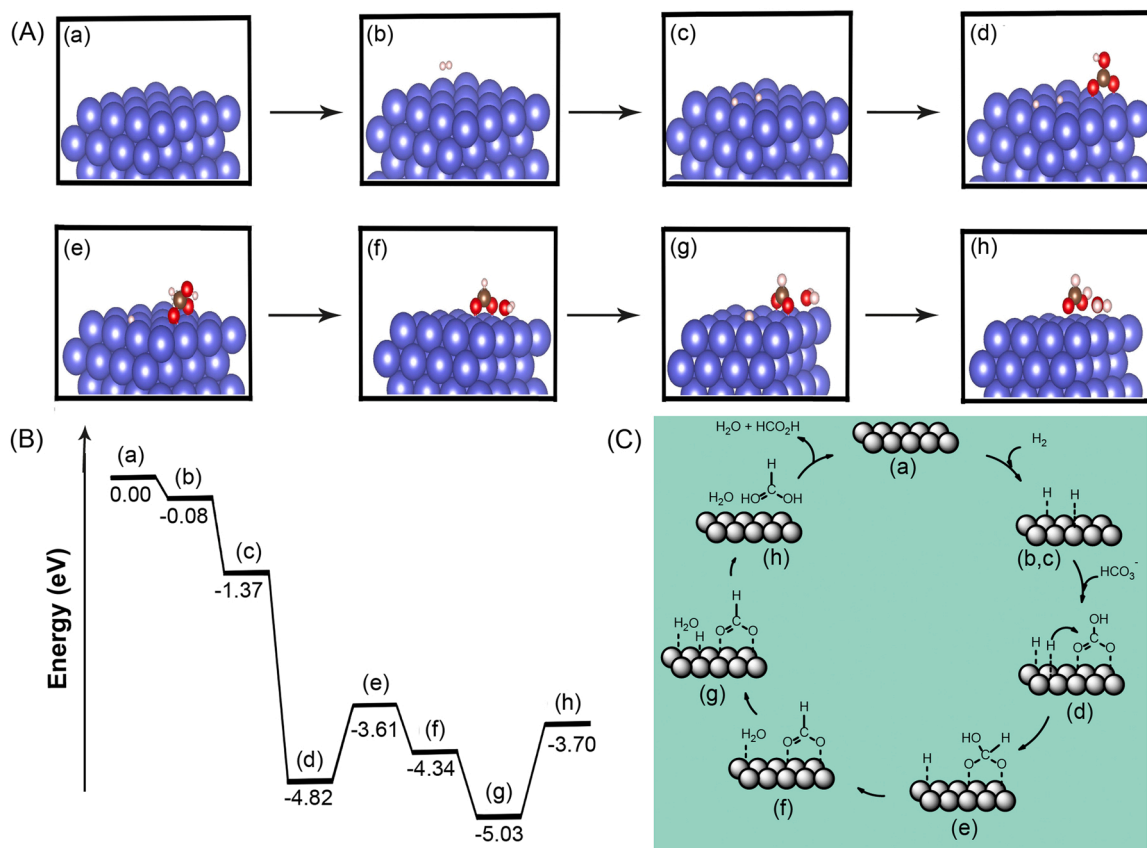 (A)
(a)
(b)
(c)
(d)
(e)
(f)
(g)
(h)
(B)
Energy (eV)
(a)
0.00
(b)
-0.08
(c)
-1.37
(d)
-4.82
(e)
-3.61
(f)
-4.34
(g)
-5.03
(h)
-3.70
(C)
H₂O + HCO₂H
(a)
H₂
H H
(b,c)
HCO₃⁻
OH
H H O O
(d)
HO H
H O O
(e)
H
H₂O O O
(f)
H
H₂O H O O
(g)
H
H₂O HO OH
(h)